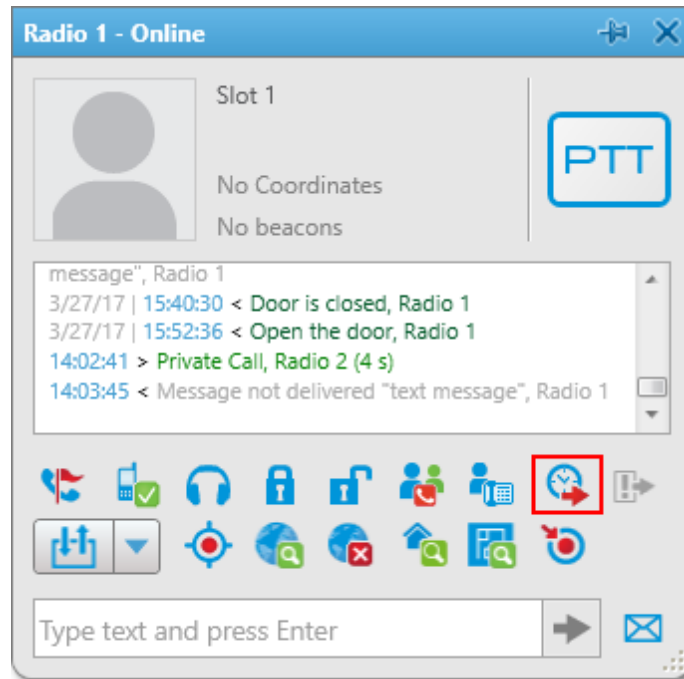 Radio 1 - Online
Slot 1
PTT
No Coordinates
No beacons
message", Radio 1
3/27/17 | 15:40:30 < Door is closed, Radio 1
3/27/17 | 15:52:36 < Open the door, Radio 1
14:02:41 > Private Call, Radio 2 (4 s)
14:03:45 < Message not delivered "text message", Radio 1
Type text and press Enter